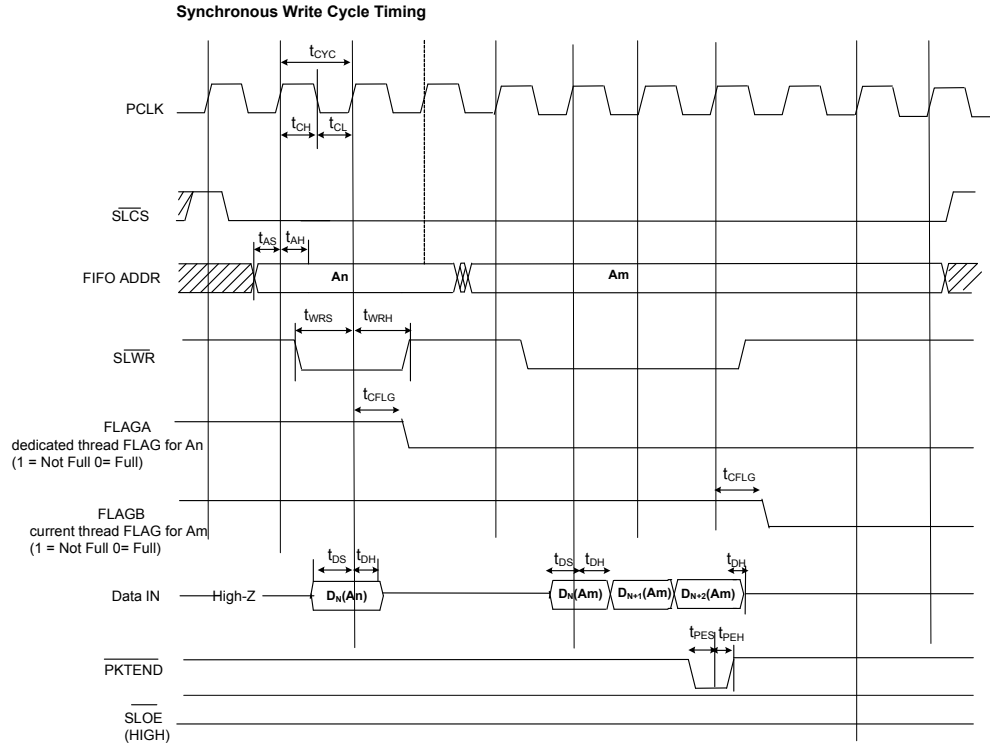 Synchronous Write Cycle Timing
tCYC
PCLK
tCH
tCL
SLCS
tAS
tAH
FIFO ADDR
An
Am
tWRS
tWRH
SLWR
tCFLG
FLAGA
dedicated thread FLAG for An
(1 = Not Full 0= Full)
tCFLG
FLAGB
current thread FLAG for Am
(1 = Not Full 0= Full)
tDS
tDH
tDS
tDH
tDH
Data IN
High-Z
DN(An)
DN(Am)
DN+1(Am)
DN+2(Am)
tPES
tPEH
PKTEND
SLOE
(HIGH)